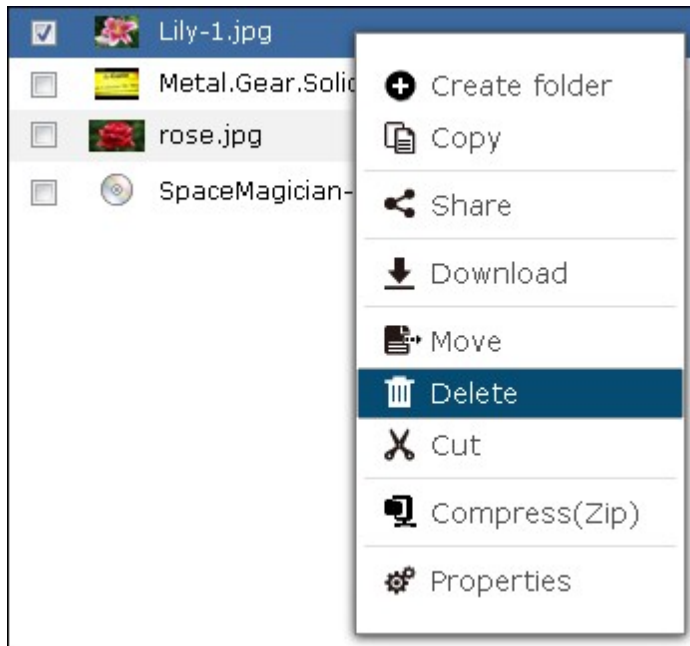 Lily-1.jpg
Metal.Gear.Solid
rose.jpg
SpaceMagician-
Create folder
Copy
Share
Download
Move
Delete
Cut
Compress(Zip)
Properties